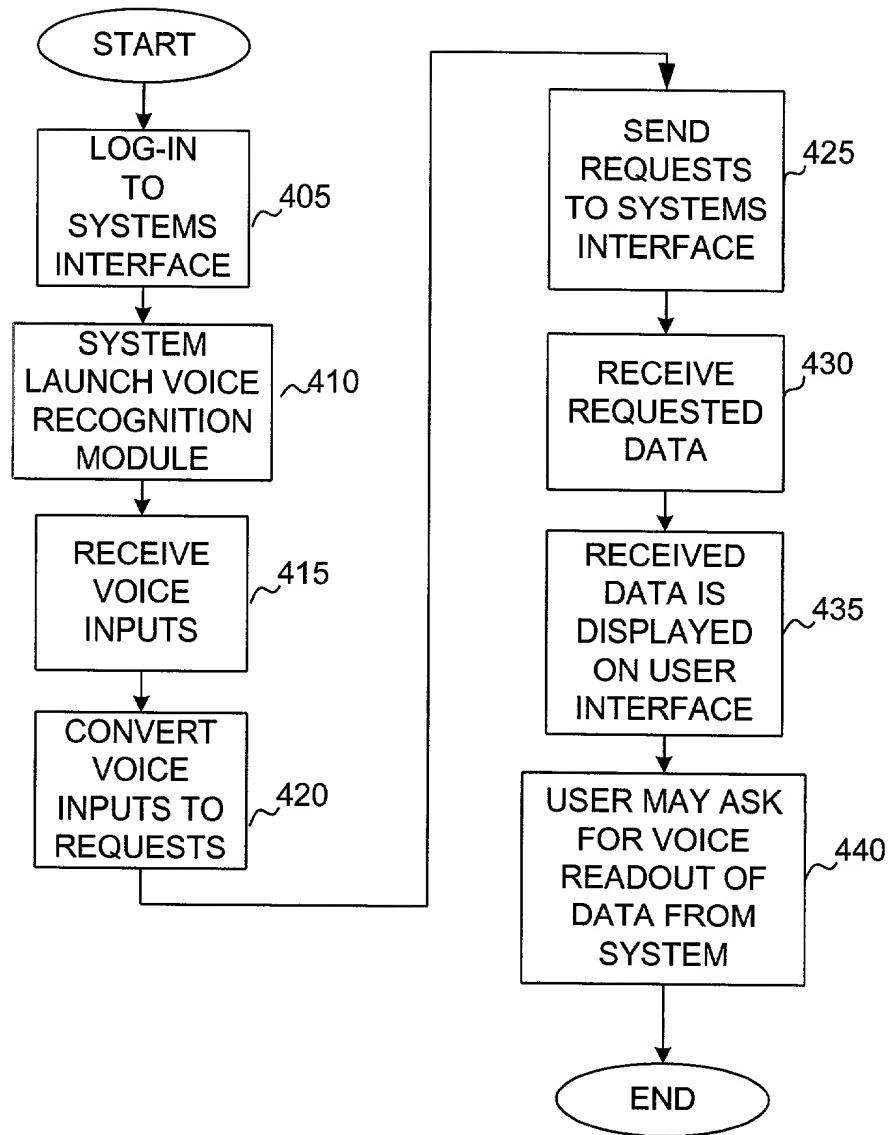 START
LOG-IN
TO
SYSTEMS
INTERFACE
405
SYSTEM
LAUNCH VOICE
RECOGNITION
MODULE
410
RECEIVE
VOICE
INPUTS
415
CONVERT
VOICE
INPUTS TO
REQUESTS
420
SEND
REQUESTS
TO SYSTEMS
INTERFACE
425
RECEIVE
REQUESTED
DATA
430
RECEIVED
DATA IS
DISPLAYED
ON USER
INTERFACE
435
USER MAY ASK
FOR VOICE
READOUT OF
DATA FROM
SYSTEM
440
END